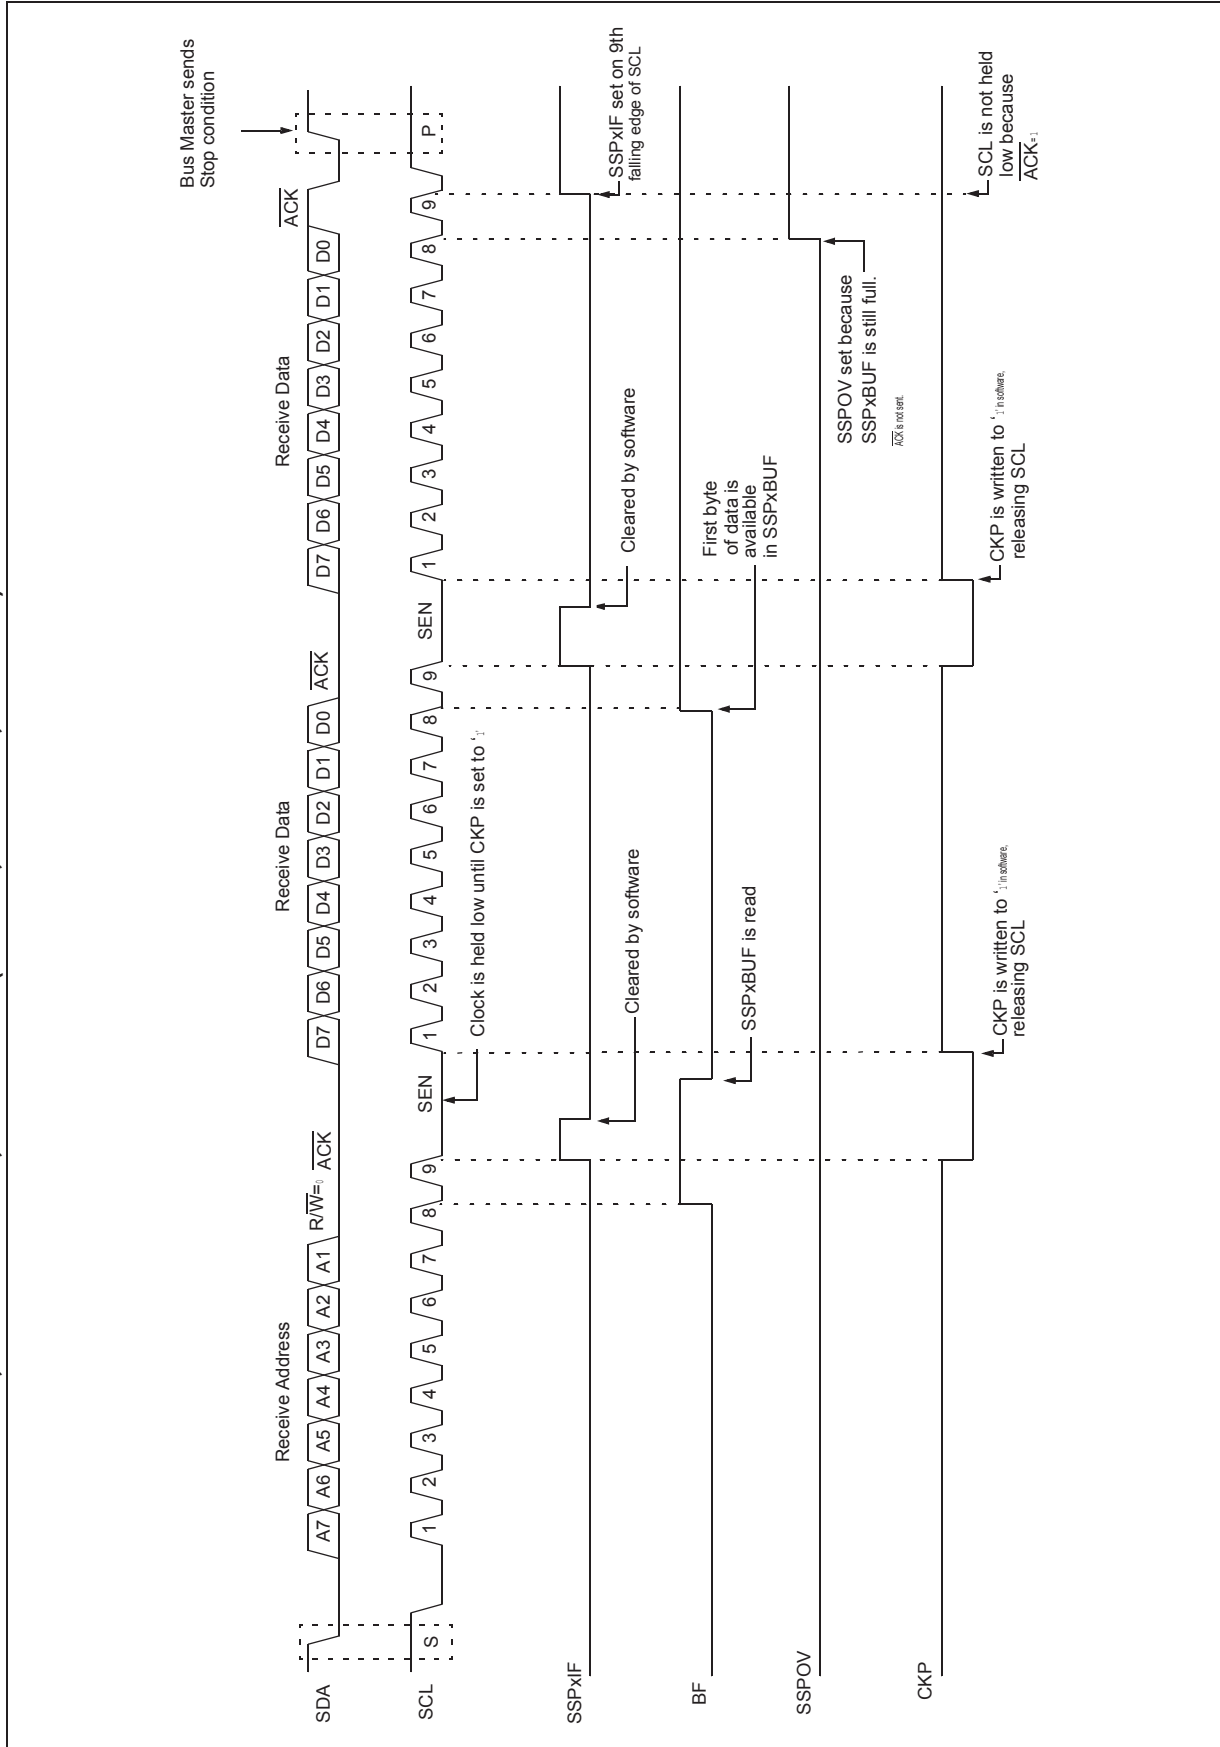 Bus Master sends
Stop condition
Receive Address
Receive Data
Receive Data
ACK
SDA
A7 A6 A5 A4 A3 A2 A1 R/W=0 ACK D7 D6 D5 D4 D3 D2 D1 D0 ACK D7 D6 D5 D4 D3 D2 D1 D0
SCL
S 1 2 3 4 5 6 7 8 9 SEN 1 2 3 4 5 6 7 8 9 SEN 1 2 3 4 5 6 7 8 9 P
Clock is held low until CKP is set to ‘1’
SSPxIF
Cleared by software
Cleared by software
SSPxIF set on 9th
falling edge of SCL
BF
SSPxBUF is read
First byte
of data is
available
in SSPxBUF
SSPOV
SSPOV set because
SSPxBUF is still full.
ACK is not sent.
CKP
CKP is written to ‘1’ in software,
releasing SCL
CKP is written to ‘1’ in software,
releasing SCL
SCL is not held
low because
ACK=1